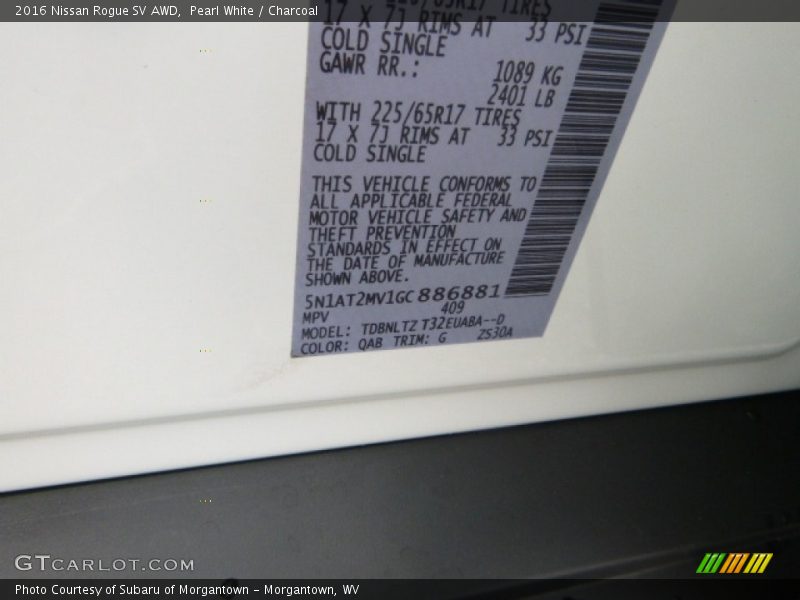 2016 Nissan Rogue SV AWD, Pearl White / Charcoal
17 X 7J RIMS AT 33 PSI
COLD SINGLE
GAWR RR.: 1089 KG
2401 LB
WITH 225/65R17 TIRES
17 X 7J RIMS AT 33 PSI
COLD SINGLE
THIS VEHICLE CONFORMS TO
ALL APPLICABLE FEDERAL
MOTOR VEHICLE SAFETY AND
THEFT PREVENTION
STANDARDS IN EFFECT ON
THE DATE OF MANUFACTURE
SHOWN ABOVE.
5N1AT2MV1GC886881
MPV 409
MODEL: TDBNLTZ T32EUABA--D
COLOR: QAB TRIM: G ZS30A
GTCARLOT.COM
Photo Courtesy of Subaru of Morgantown - Morgantown, WV